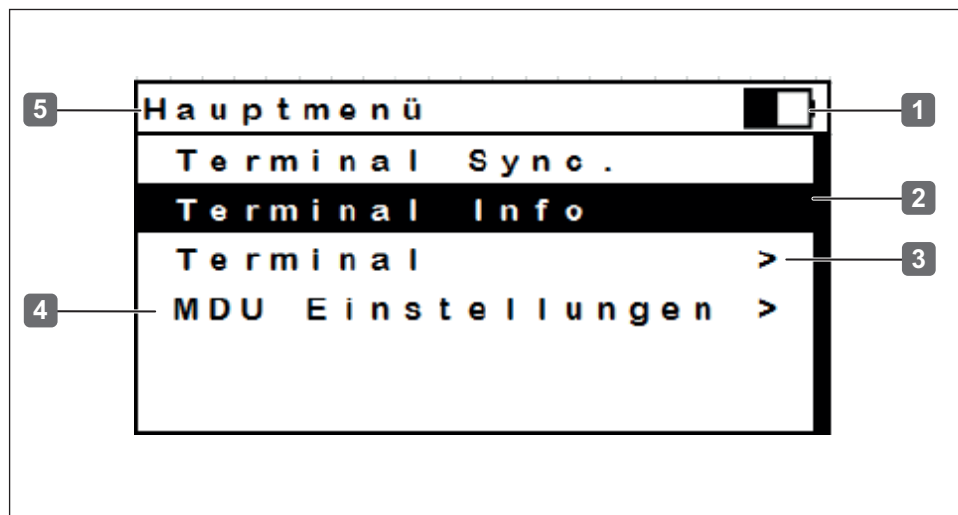 5 Hauptmenü 1
Terminal Sync.
Terminal Info 2
Terminal > 3
4 MDU Einstellungen >